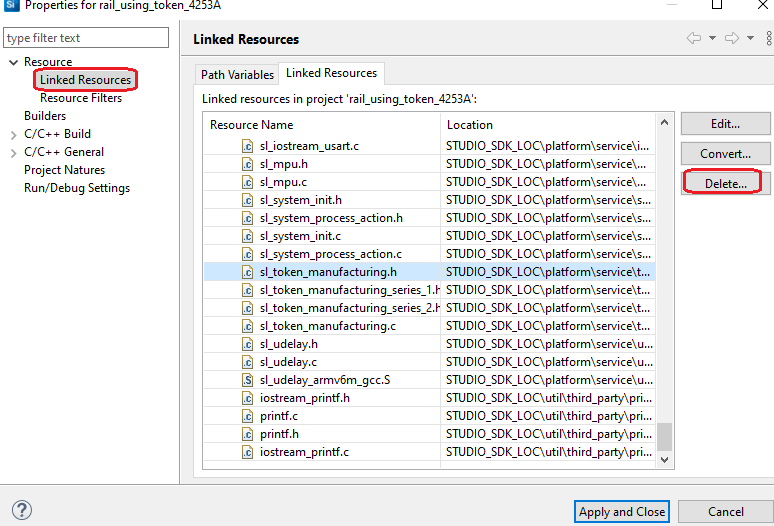 Si Properties for rail_using_token_4253A
type filter text
Resource
Linked Resources
Resource Filters
Builders
C/C++ Build
C/C++ General
Project Natures
Run/Debug Settings
Linked Resources
Path Variables Linked Resources
Linked resources in project 'rail_using_token_4253A':
Resource Name Location
sl_iostream_usart.c STUDIO_SDK_LOC\platform\service\i...
sl_mpu.h STUDIO_SDK_LOC\platform\service\...
sl_mpu.c STUDIO_SDK_LOC\platform\service\...
sl_system_init.h STUDIO_SDK_LOC\platform\service\s...
sl_system_process_action.h STUDIO_SDK_LOC\platform\service\s...
sl_system_init.c STUDIO_SDK_LOC\platform\service\s...
sl_system_process_action.c STUDIO_SDK_LOC\platform\service\s...
sl_token_manufacturing.h STUDIO_SDK_LOC\platform\service\t...
sl_token_manufacturing_series_1.h STUDIO_SDK_LOC\platform\service\t...
sl_token_manufacturing_series_2.h STUDIO_SDK_LOC\platform\service\t...
sl_token_manufacturing.c STUDIO_SDK_LOC\platform\service\t...
sl_udelay.h STUDIO_SDK_LOC\platform\service\u...
sl_udelay.c STUDIO_SDK_LOC\platform\service\u...
sl_udelay_armv6m_gcc.S STUDIO_SDK_LOC\platform\service\u...
iostream_printf.h STUDIO_SDK_LOC\util\third_party\pri...
printf.c STUDIO_SDK_LOC\util\third_party\pri...
printf.h STUDIO_SDK_LOC\util\third_party\pri...
iostream_printf.c STUDIO_SDK_LOC\util\third_party\pri...
Edit...
Convert...
Delete...
Apply and Close Cancel